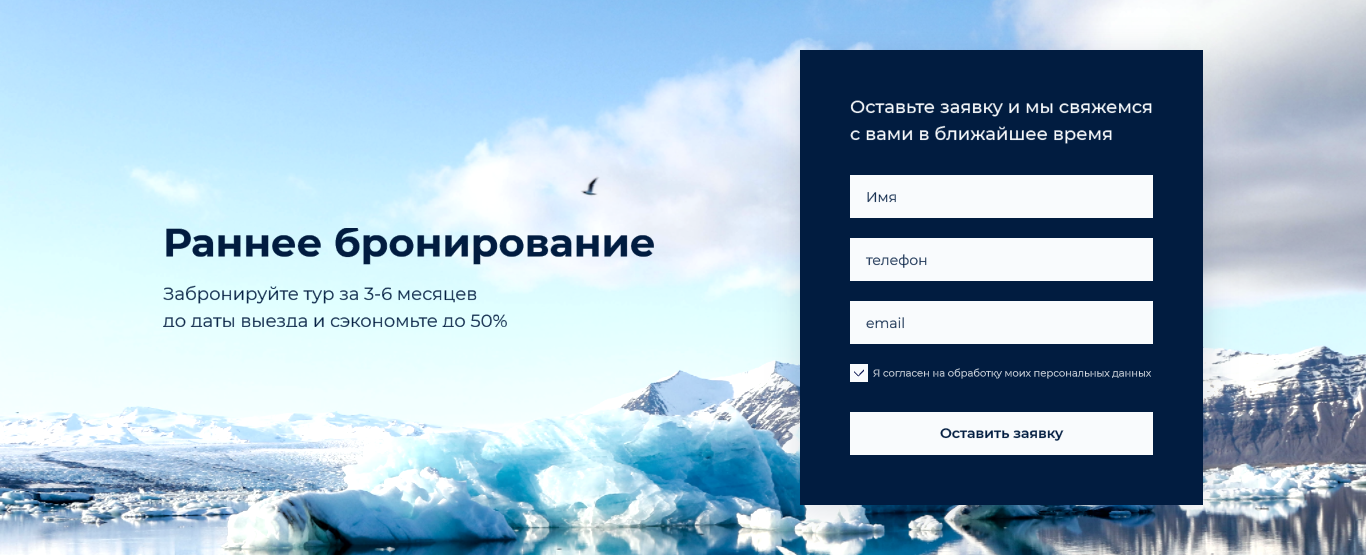 Раннее бронирование
Забронируйте тур за 3-6 месяцев
до даты выезда и сэкономьте до 50%
Оставьте заявку и мы свяжемся
с вами в ближайшее время
Имя
телефон
email
Я согласен на обработку моих персональных данных
Оставить заявку